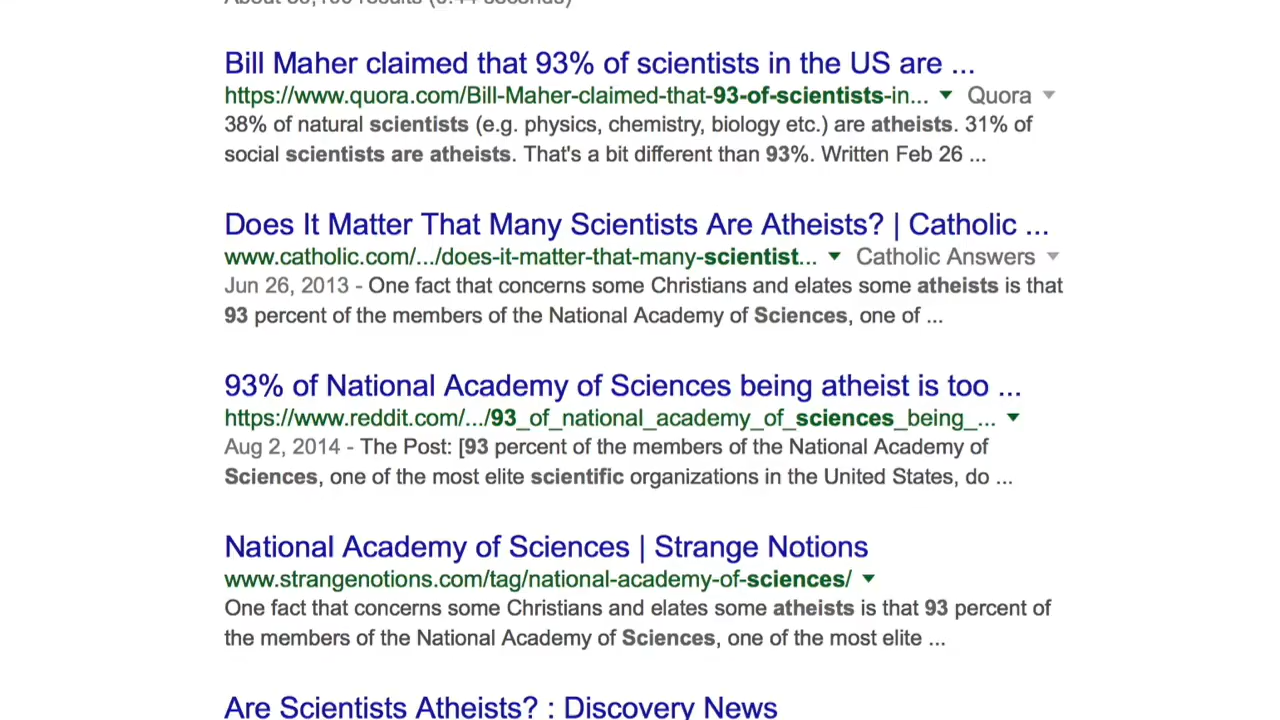 Bill Maher claimed that 93% of scientists in the US are ...
https://www.quora.com/Bill-Maher-claimed-that-93-of-scientists-in... ▼ Quora ▼
38% of natural scientists (e.g. physics, chemistry, biology etc.) are atheists. 31% of
social scientists are atheists. That's a bit different than 93%. Written Feb 26 ...
Does It Matter That Many Scientists Are Atheists? | Catholic ...
www.catholic.com/.../does-it-matter-that-many-scientist... ▼ Catholic Answers ▼
Jun 26, 2013 - One fact that concerns some Christians and elates some atheists is that
93 percent of the members of the National Academy of Sciences, one of ...
93% of National Academy of Sciences being atheist is too ...
https://www.reddit.com/.../93_of_national_academy_of_sciences_being_... ▼
Aug 2, 2014 - The Post: [93 percent of the members of the National Academy of
Sciences, one of the most elite scientific organizations in the United States, do ...
National Academy of Sciences | Strange Notions
www.strangenotions.com/tag/national-academy-of-sciences/ ▼
One fact that concerns some Christians and elates some atheists is that 93 percent of
the members of the National Academy of Sciences, one of the most elite ...
Are Scientists Atheists? : Discovery News